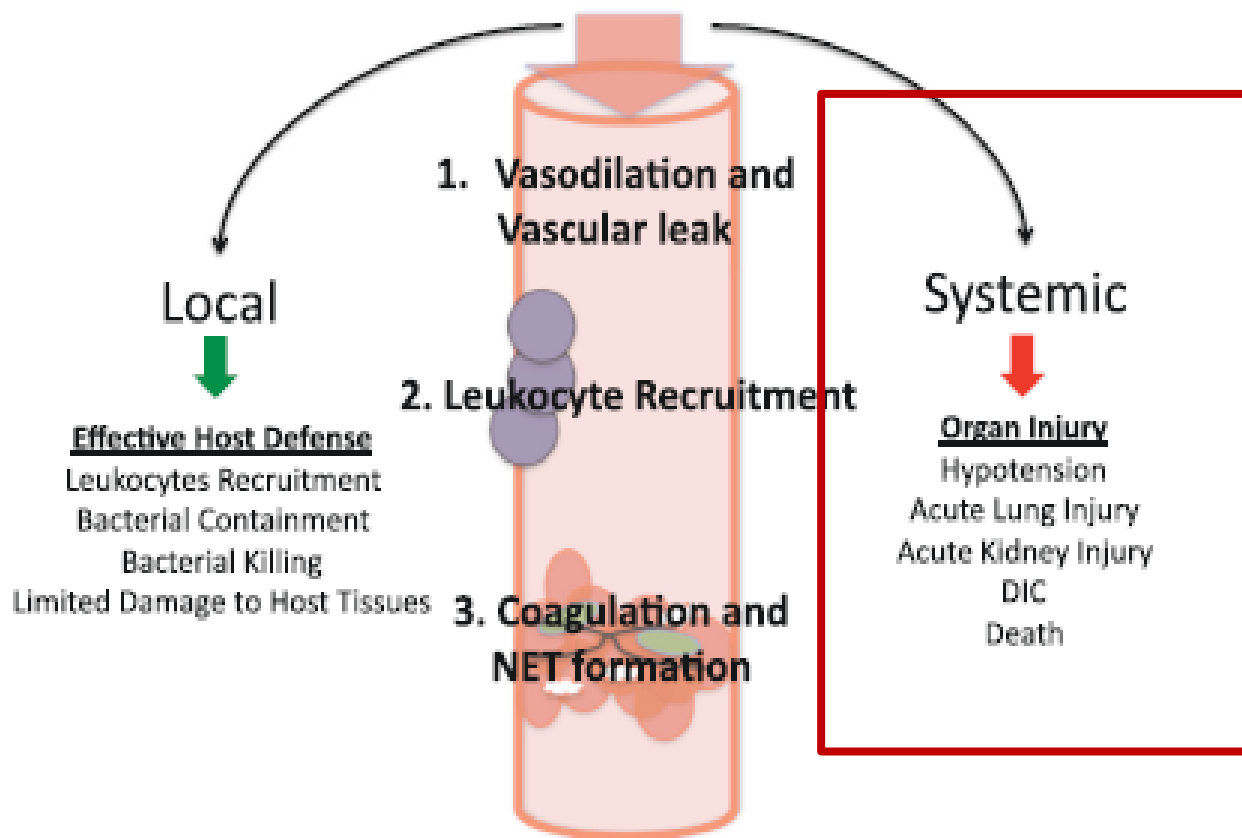 1. Vasodilation and
Vascular leak
Local
Effective Host Defense
Leukocytes Recruitment
Bacterial Containment
Bacterial Killing
Limited Damage to Host Tissues
2. Leukocyte Recruitment
3. Coagulation and
NET formation
Systemic
Organ Injury
Hypotension
Acute Lung Injury
Acute Kidney Injury
DIC
Death